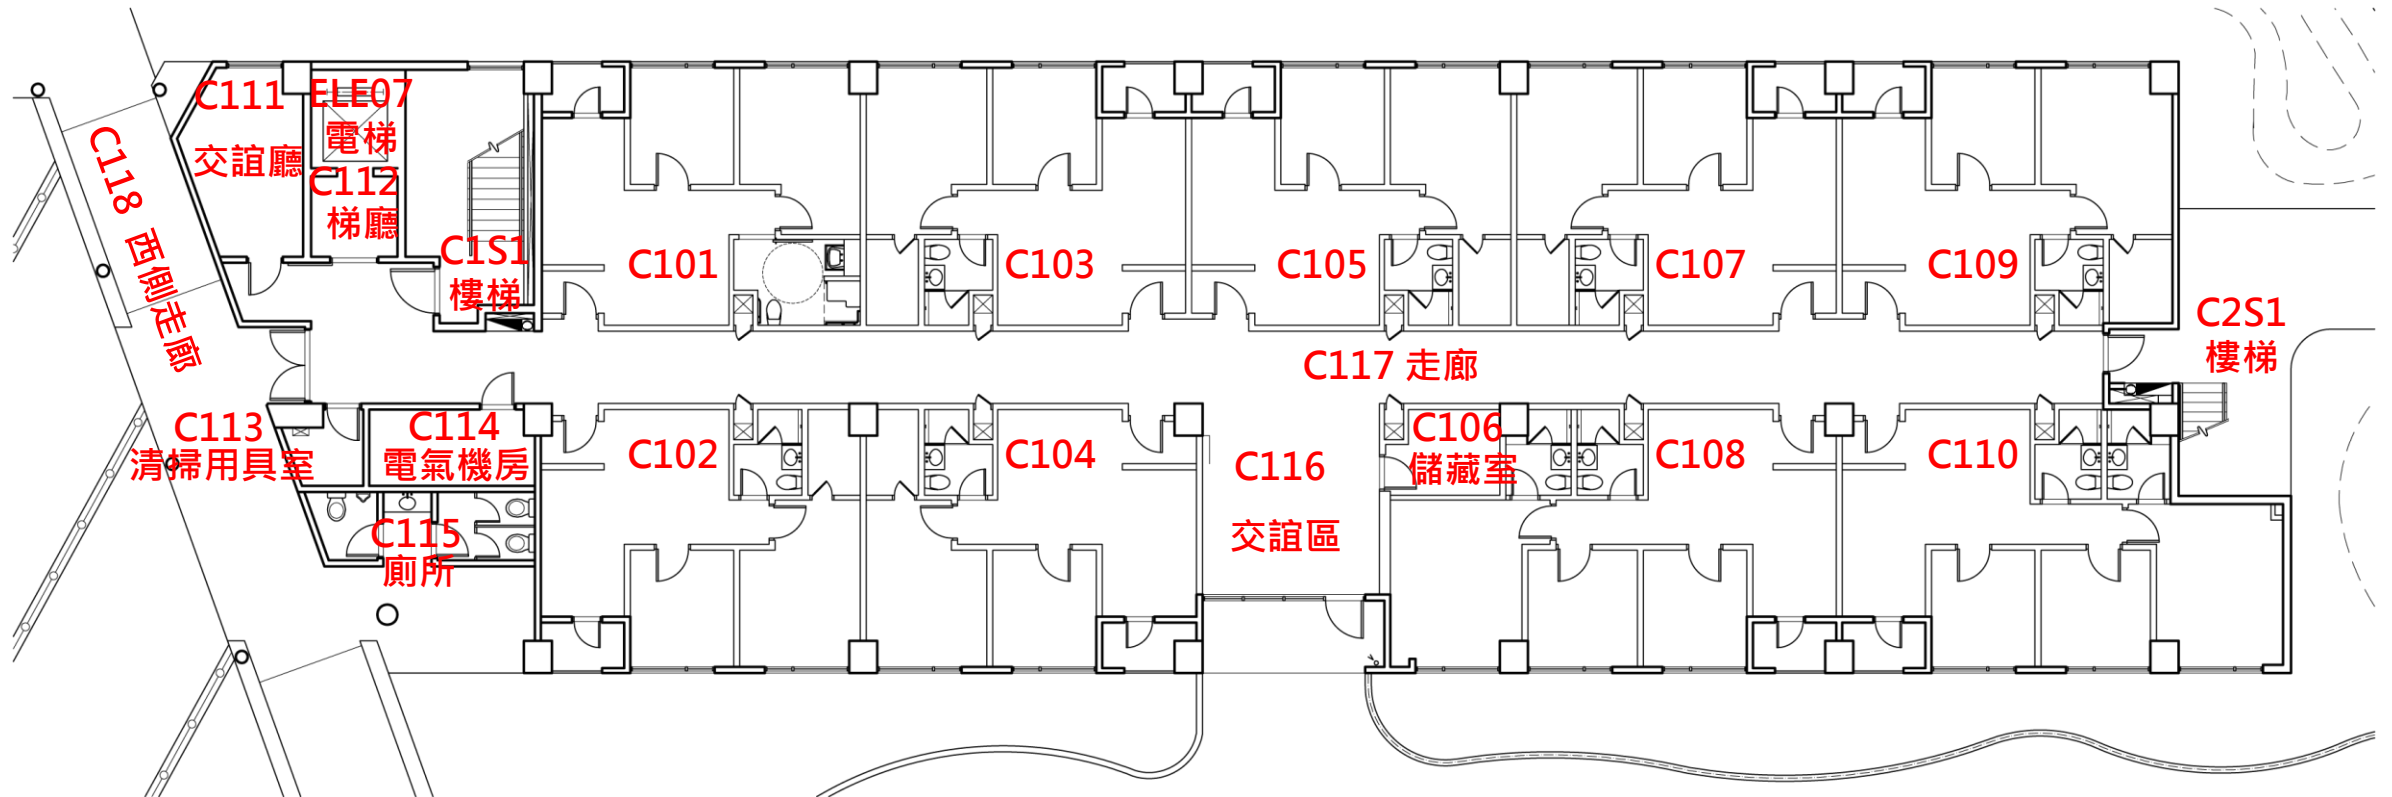 C111
交誼廳
ELE07
電梯
C112
梯廳
C118 西側走廊
C1S1
樓梯
C101
C103
C105
C107
C109
C2S1
樓梯
C117 走廊
C113
清掃用具室
C114
電氣機房
C115
廁所
C102
C104
C116
交誼區
C106
儲藏室
C108
C110